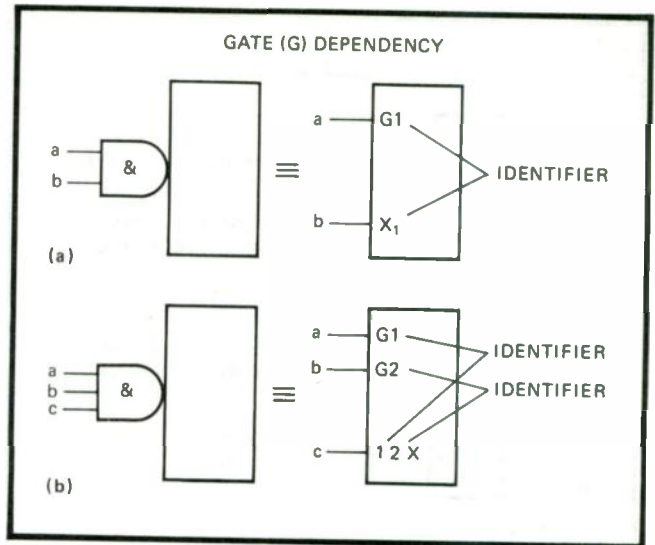 GATE (G) DEPENDENCY
a
b
&
≡
a
G1
b
X₁
IDENTIFIER
(a)
a
b
c
&
≡
a
G1
b
G2
c
1 2 X
IDENTIFIER
IDENTIFIER
(b)